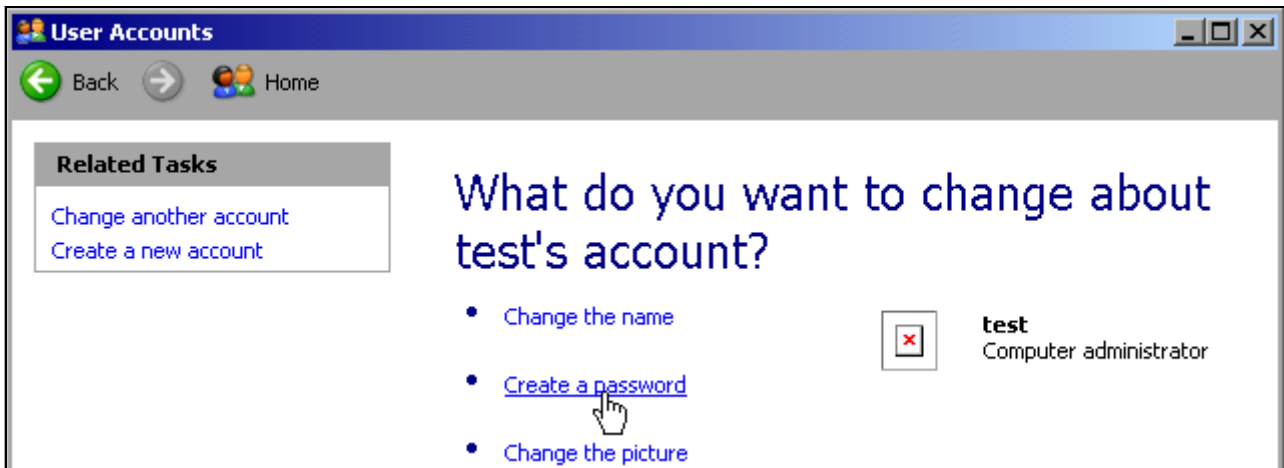 User Accounts
Back Home
Related Tasks
Change another account
Create a new account
What do you want to change about
test's account?
Change the name
Create a password
Change the picture
test
Computer administrator